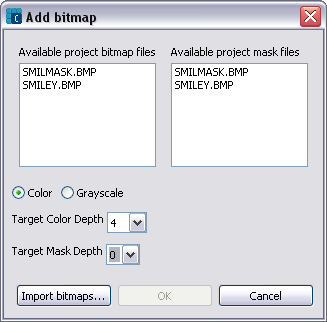 Add bitmap
Available project bitmap files
Available project mask files
SMILMASK.BMP
SMILEY.BMP
SMILMASK.BMP
SMILEY.BMP
Color
Grayscale
Target Color Depth 4
Target Mask Depth 0
Import bitmaps...
OK
Cancel